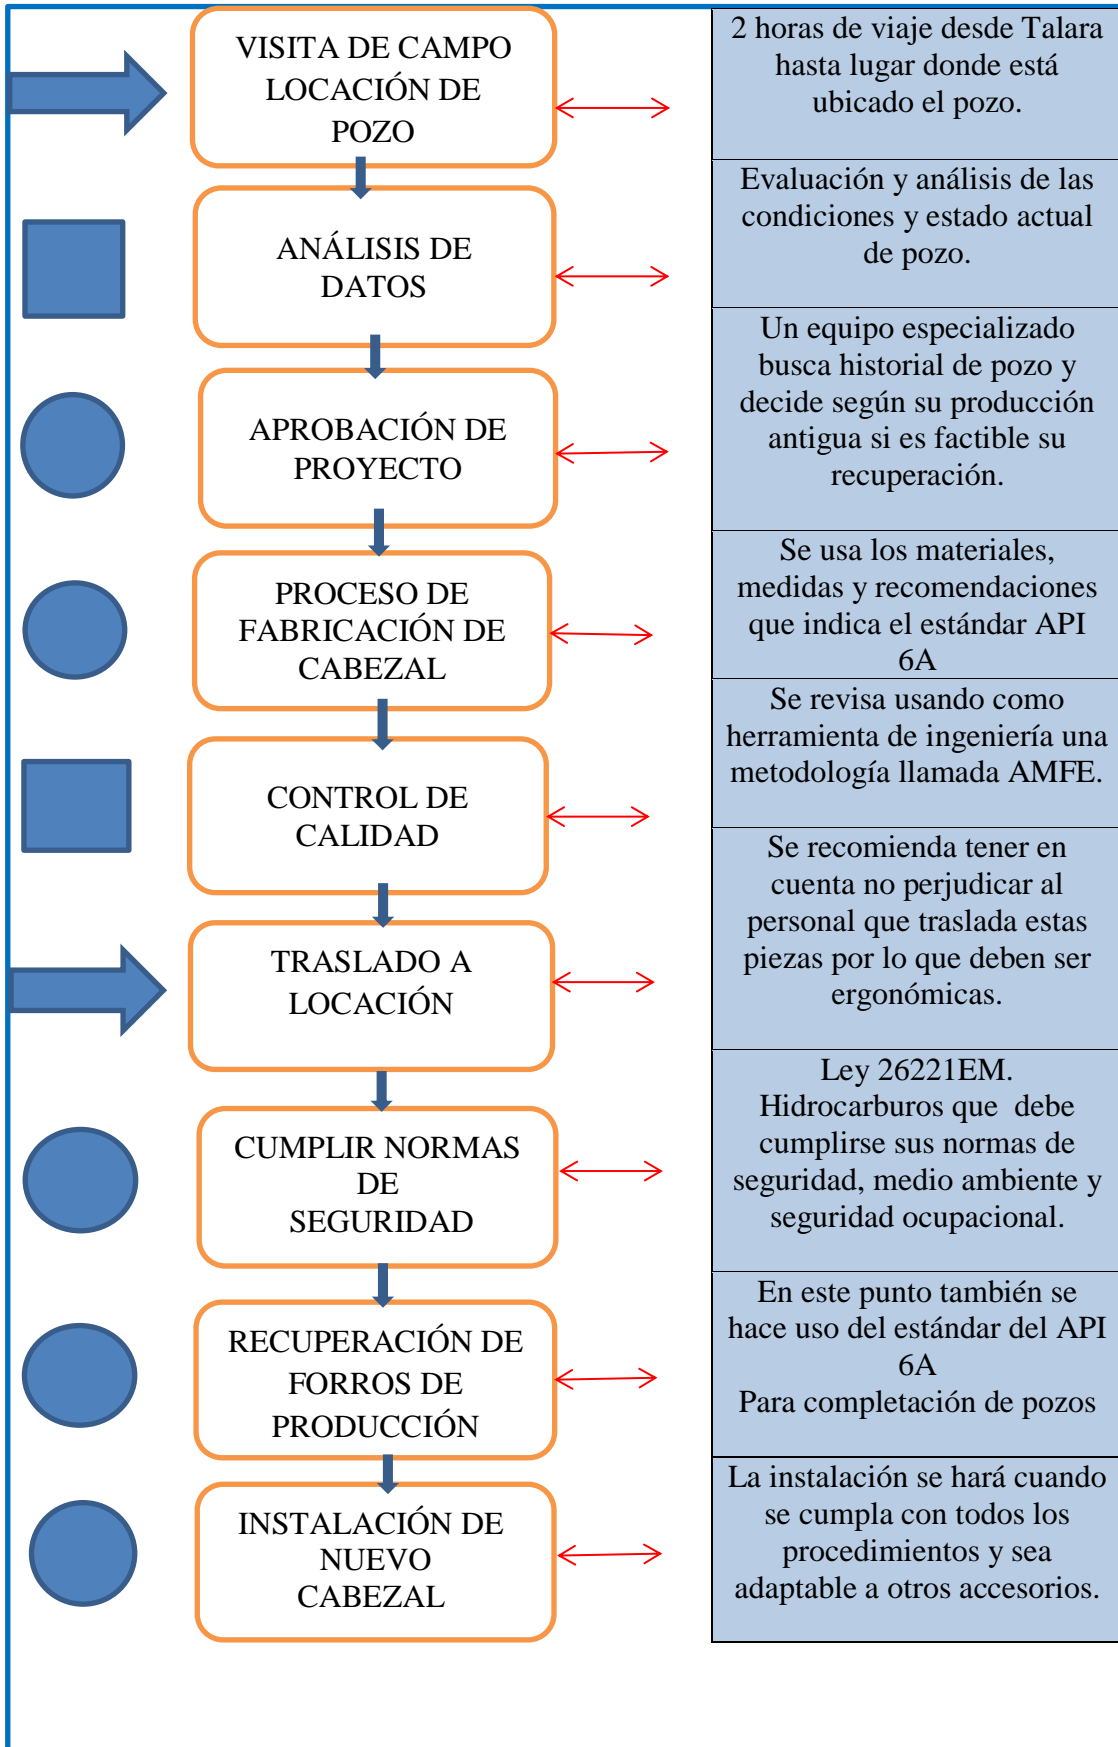 VISITA DE CAMPO
LOCACIÓN DE
POZO
2 horas de viaje desde Talara
hasta lugar donde está
ubicado el pozo.
ANÁLISIS DE
DATOS
Evaluación y análisis de las
condiciones y estado actual
de pozo.
APROBACIÓN DE
PROYECTO
Un equipo especializado
busca historial de pozo y
decide según su producción
antigua si es factible su
recuperación.
PROCESO DE
FABRICACIÓN DE
CABEZAL
Se usa los materiales,
medidas y recomendaciones
que indica el estándar API
6A
CONTROL DE
CALIDAD
Se revisa usando como
herramienta de ingeniería una
metodología llamada AMFE.
TRASLADO A
LOCACIÓN
Se recomienda tener en
cuenta no perjudicar al
personal que traslada estas
piezas por lo que deben ser
ergonómicas.
CUMPLIR NORMAS
DE
SEGURIDAD
Ley 26221EM.
Hidrocarburos que debe
cumplirse sus normas de
seguridad, medio ambiente y
seguridad ocupacional.
RECUPERACIÓN DE
FORROS DE
PRODUCCIÓN
En este punto también se
hace uso del estándar del API
6A
Para completación de pozos
INSTALACIÓN DE
NUEVO
CABEZAL
La instalación se hará cuando
se cumpla con todos los
procedimientos y sea
adaptable a otros accesorios.